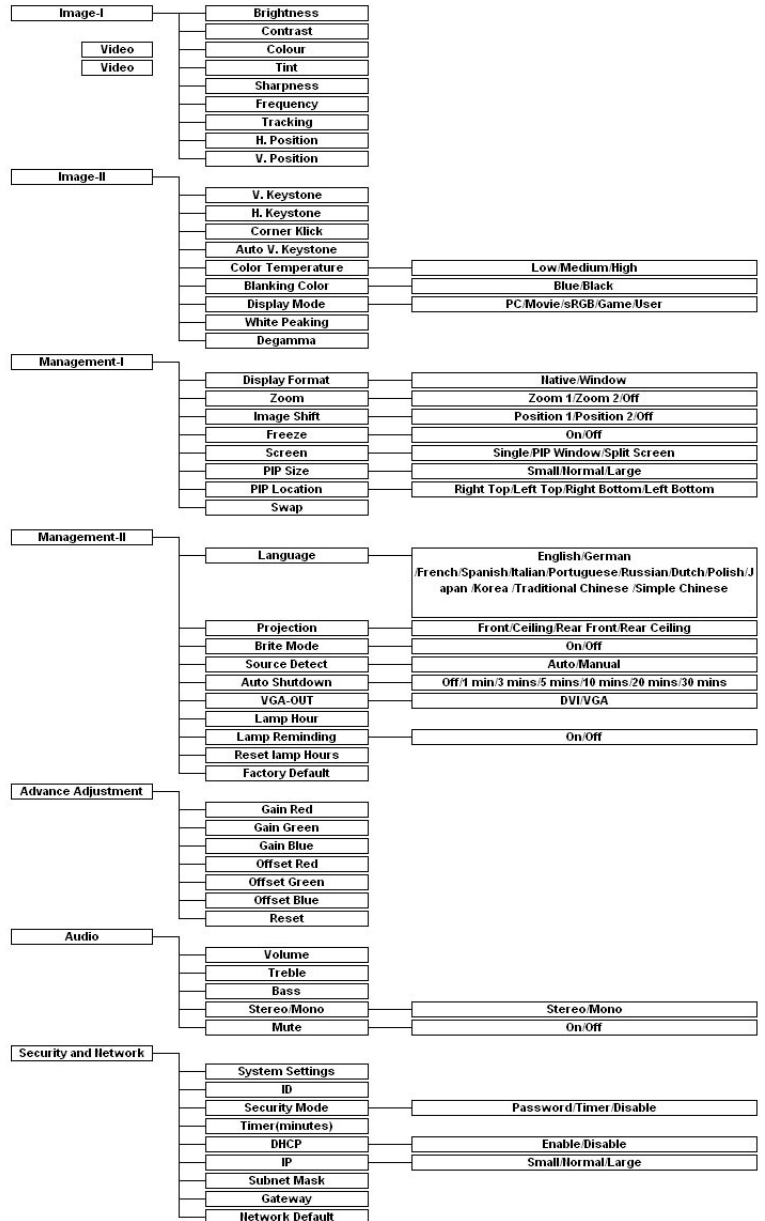 Image-I
Brightness
Contrast
Video
Colour
Video
Tint
Sharpness
Frequency
Tracking
H. Position
V. Position
Image-II
V. Keystone
H. Keystone
Corner Klick
Auto V. Keystone
Color Temperature
Low/Medium/High
Blanking Color
Blue/Black
Display Mode
PC/Movie/sRGB/Game/User
White Peaking
Degamma
Management-I
Display Format
Native/Window
Zoom
Zoom 1/Zoom 2/Off
Image Shift
Position 1/Position 2/Off
Freeze
On/Off
Screen
Single/PIP Window/Split Screen
PIP Size
Small/Normal/Large
PIP Location
Right Top/Left Top/Right Bottom/Left Bottom
Swap
Management-II
Language
English/German
/French/Spanish/Italian/Portuguese/Russian/Dutch/Polish/J
apan /Korea /Traditional Chinese /Simple Chinese
Projection
Front/Ceiling/Rear Front/Rear Ceiling
Brite Mode
On/Off
Source Detect
Auto/Manual
Auto Shutdown
Off/1 min/3 mins/5 mins/10 mins/20 mins/30 mins
VGA-OUT
DVI/VGA
Lamp Hour
Lamp Reminding
On/Off
Reset lamp Hours
Factory Default
Advance Adjustment
Gain Red
Gain Green
Gain Blue
Offset Red
Offset Green
Offset Blue
Reset
Audio
Volume
Treble
Bass
Stereo/Mono
Stereo/Mono
Mute
On/Off
Security and Network
System Settings
ID
Security Mode
Password/Timer/Disable
Timer(minutes)
DHCP
Enable/Disable
IP
Small/Normal/Large
Subnet Mask
Gateway
Network Default